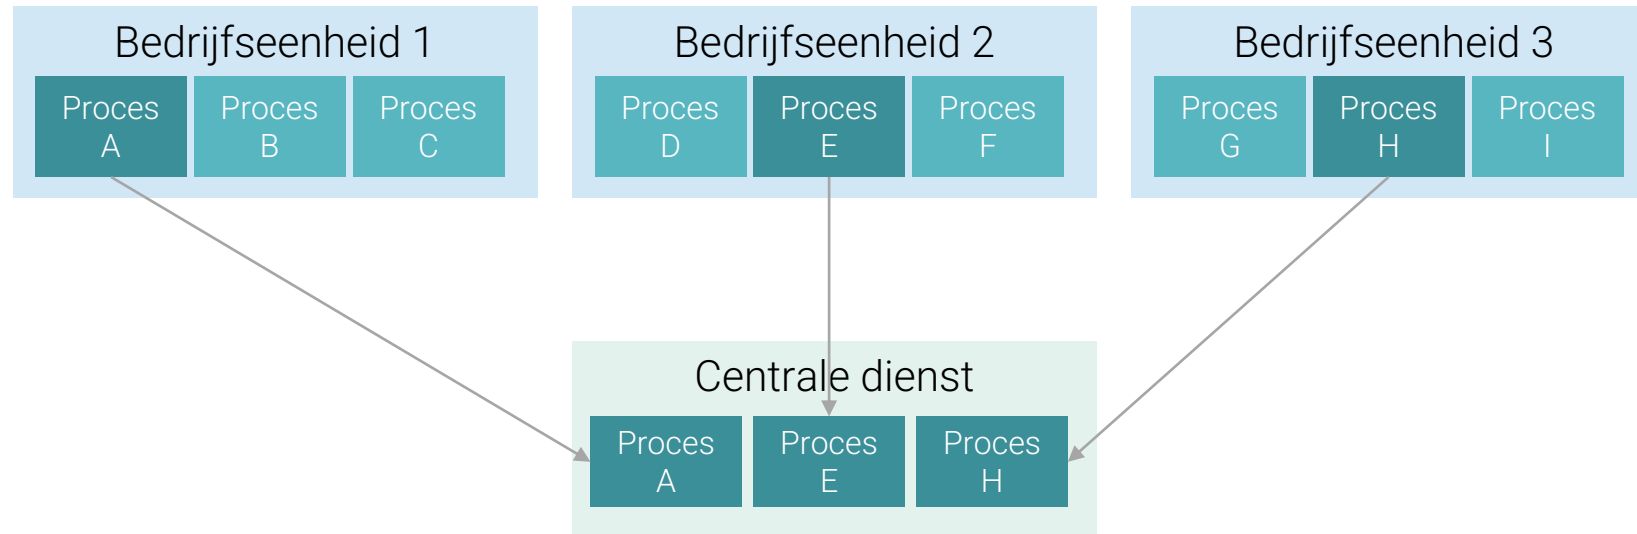 Bedrijfseenheid 1
Proces
A
Proces
B
Proces
C
Bedrijfseenheid 2
Proces
D
Proces
E
Proces
F
Bedrijfseenheid 3
Proces
G
Proces
H
Proces
I
Centrale dienst
Proces
A
Proces
E
Proces
H